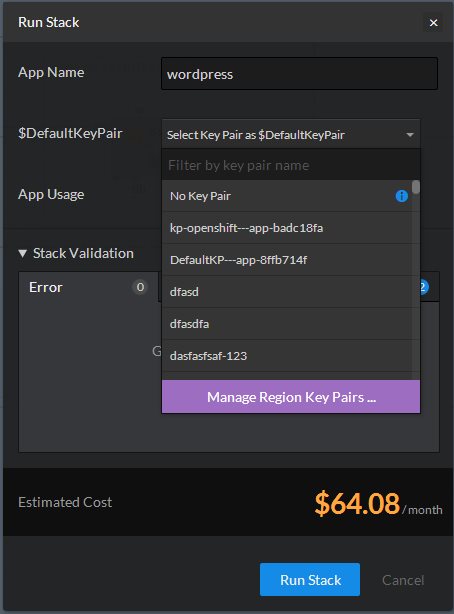 Run Stack ×
App Name wordpress
$DefaultKeyPair Select Key Pair as $DefaultKeyPair
Filter by key pair name
App Usage No Key Pair
kp-openshift---app-badc18fa
▼ Stack Validation DefaultKP---app-8ffb714f
Error 0 dfasd 2
dfasdfa
G dasfasfsaf-123
Manage Region Key Pairs ...
Estimated Cost $64.08 / month
Run Stack Cancel